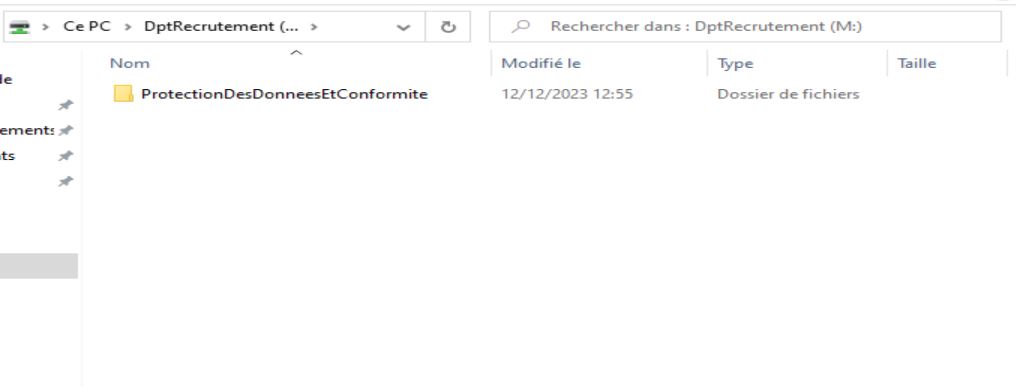 Ce PC > DptRecrutement (... >
Rechercher dans : DptRecrutement (M:)
Nom Modifié le Type Taille
ProtectionDesDonneesEtConformite 12/12/2023 12:55 Dossier de fichiers
le
ements
ts